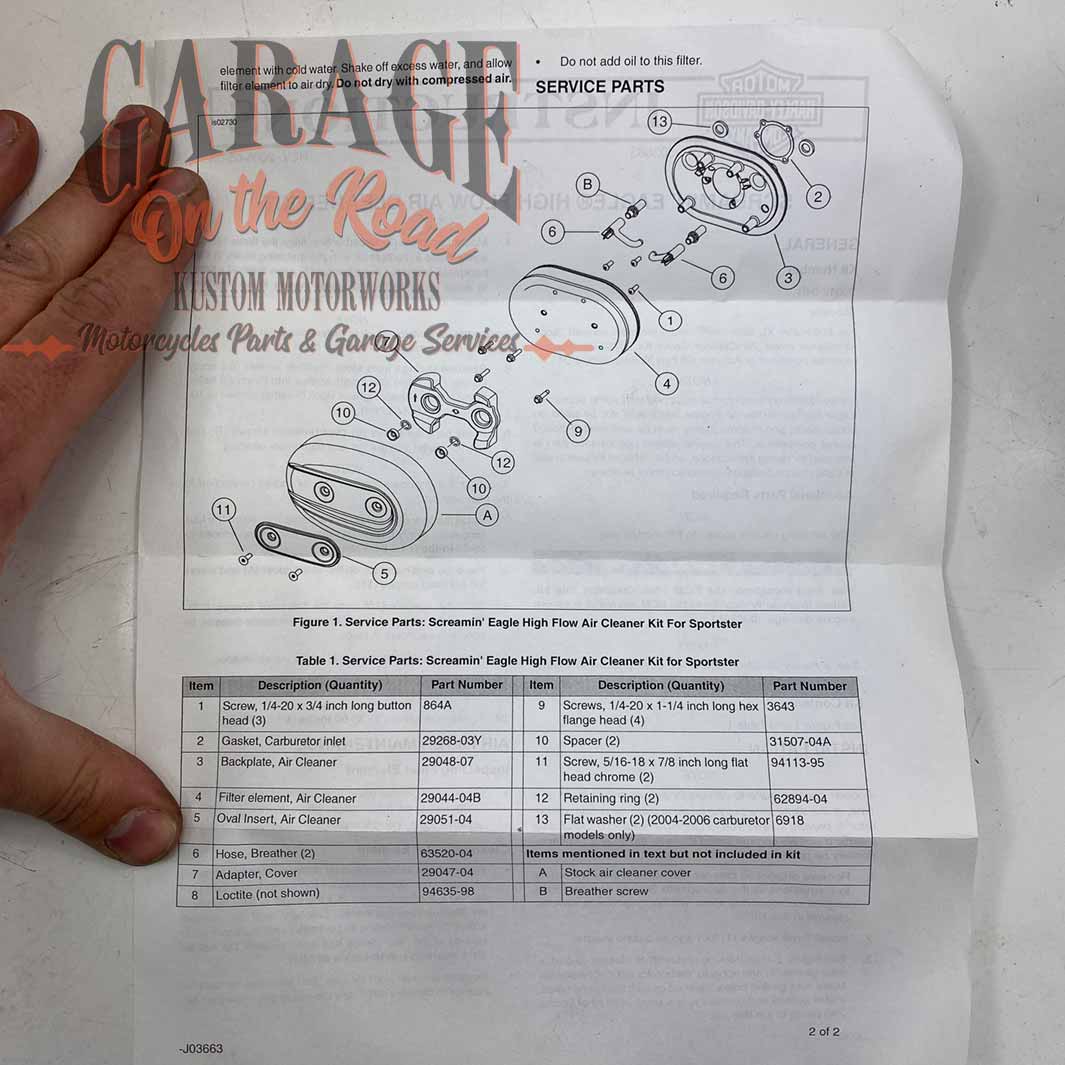 element with cold water. Shake off excess water, and allow
filter element to air dry. Do not dry with compressed air.
• Do not add oil to this filter.
SERVICE PARTS
GARAGE
On the Road
KUSTOM MOTORWORKS
Motorcycles Parts & Garage Services
is02730
13
2
B
6
6
3
1
4
7
12
10
9
12
10
11
A
5
Figure 1. Service Parts: Screamin' Eagle High Flow Air Cleaner Kit For Sportster
Table 1. Service Parts: Screamin' Eagle High Flow Air Cleaner Kit for Sportster
Item Description (Quantity) Part Number Item Description (Quantity) Part Number
1 Screw, 1/4-20 x 3/4 inch long button 864A 9 Screws, 1/4-20 x 1-1/4 inch long hex 3643
head (3) flange head (4)
2 Gasket, Carburetor inlet 29268-03Y 10 Spacer (2) 31507-04A
3 Backplate, Air Cleaner 29048-07 11 Screw, 5/16-18 x 7/8 inch long flat 94113-95
head chrome (2)
4 Filter element, Air Cleaner 29044-04B 12 Retaining ring (2) 62894-04
5 Oval Insert, Air Cleaner 29051-04 13 Flat washer (2) (2004-2006 carburetor 6918
models only)
6 Hose, Breather (2) 63520-04 Items mentioned in text but not included in kit
7 Adapter, Cover 29047-04 A Stock air cleaner cover
8 Loctite (not shown) 94635-98 B Breather screw
-J03663
2 of 2